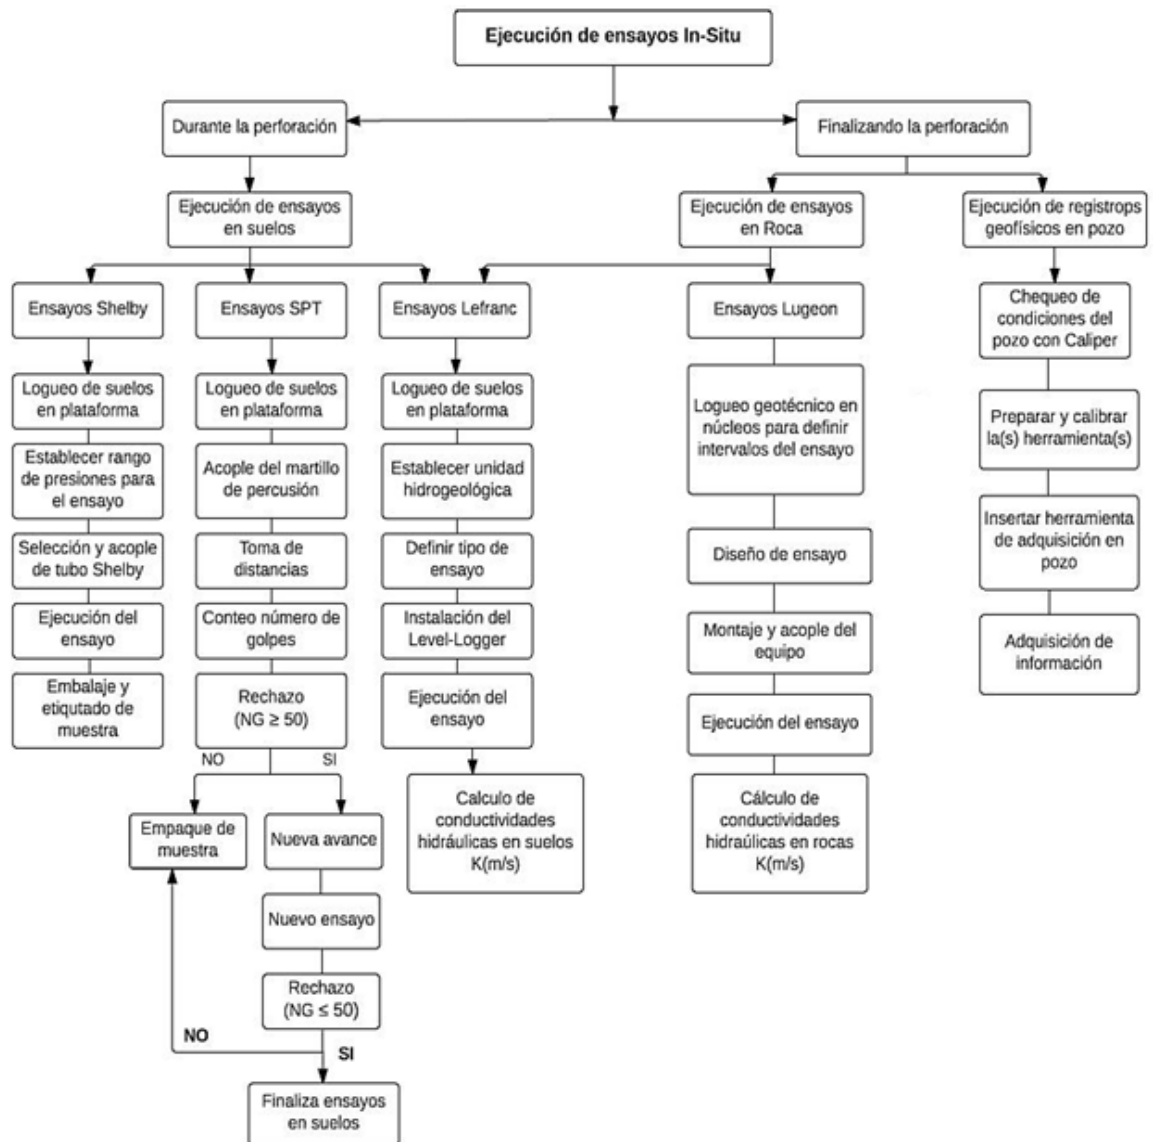 Ejecución de ensayos In-Situ
Durante la perforación
Finalizando la perforación
Ejecución de ensayos
en suelos
Ejecución de ensayos
en Roca
Ejecución de registrops
geofísicos en pozo
Ensayos Shelby
Ensayos SPT
Ensayos Lefranc
Ensayos Lugeon
Chequeo de
condiciones del
pozo con Caliper
Logueo de suelos
en plataforma
Logueo de suelos
en plataforma
Logueo de suelos
en plataforma
Logueo geotécnico en
núcleos para definir
intervalos del ensayo
Preparar y calibrar
la(s) herramienta(s)
Establecer rango
de presiones para
el ensayo
Acople del martillo
de percusión
Establecer unidad
hidrogeológica
Insertar herramienta
de adquisición en
pozo
Selección y acople
de tubo Shelby
Toma de
distancias
Definir tipo de
ensayo
Diseño de ensayo
Ejecución del
ensayo
Conteo número de
golpes
Instalación del
Level-Logger
Montaje y acople del
equipo
Adquisición de
información
Embalaje y
etiqutado de
muestra
Rechazo
(NG ≥ 50)
Ejecución del
ensayo
Ejecución del ensayo
NO
SI
Empaque de
muestra
Nueva avance
Calculo de
conductividades
hidráulicas en suelos
K(m/s)
Cálculo de
conductividades
hidraúlicas en rocas
K(m/s)
Nuevo ensayo
Rechazo
(NG ≤ 50)
NO
SI
Finaliza ensayos
en suelos